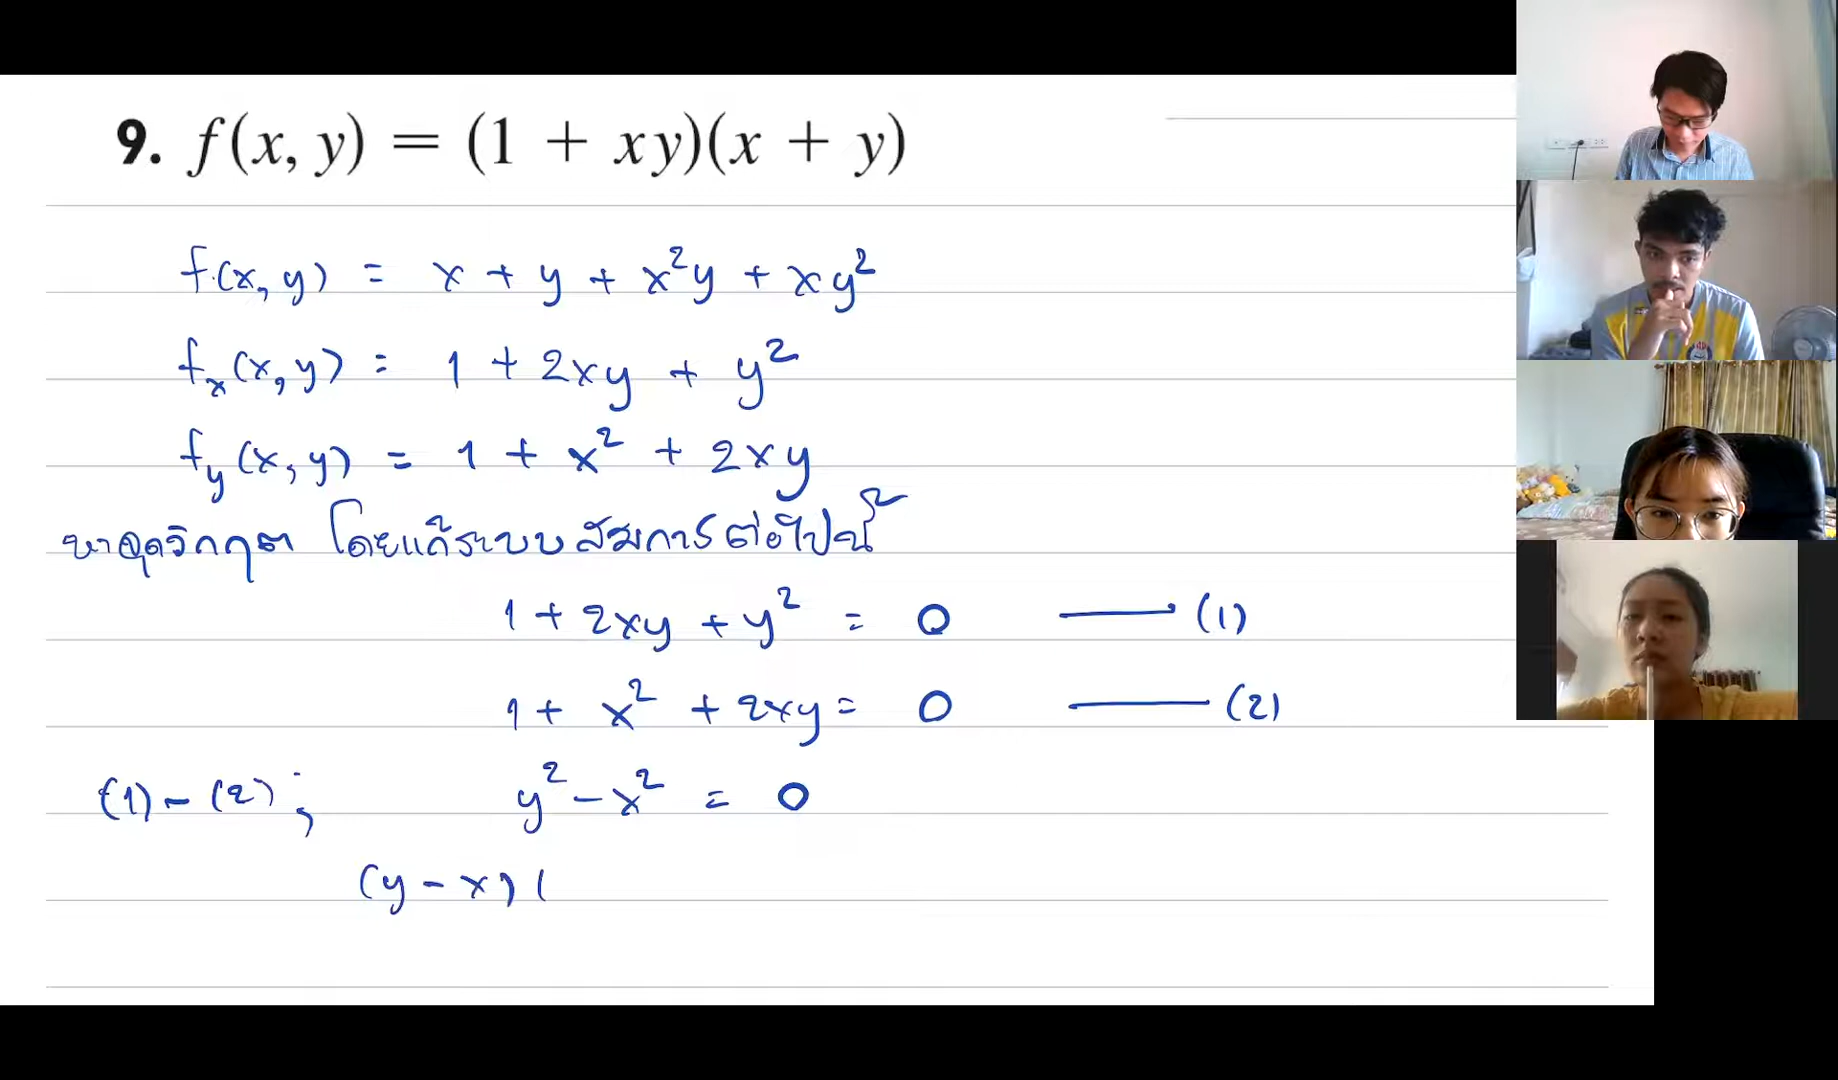 9. f(x, y) = (1 + xy)(x + y)
f(x, y) = x + y + x²y + xy²
fₓ(x, y) = 1 + 2xy + y²
f_y(x, y) = 1 + x² + 2xy
หาจุดวิกฤต โดยแก้ระบบสมการต่อไปนี้
1 + 2xy + y² = 0 —— (1)
1 + x² + 2xy = 0 —— (2)
(1) - (2) ; y² - x² = 0
(y - x) (